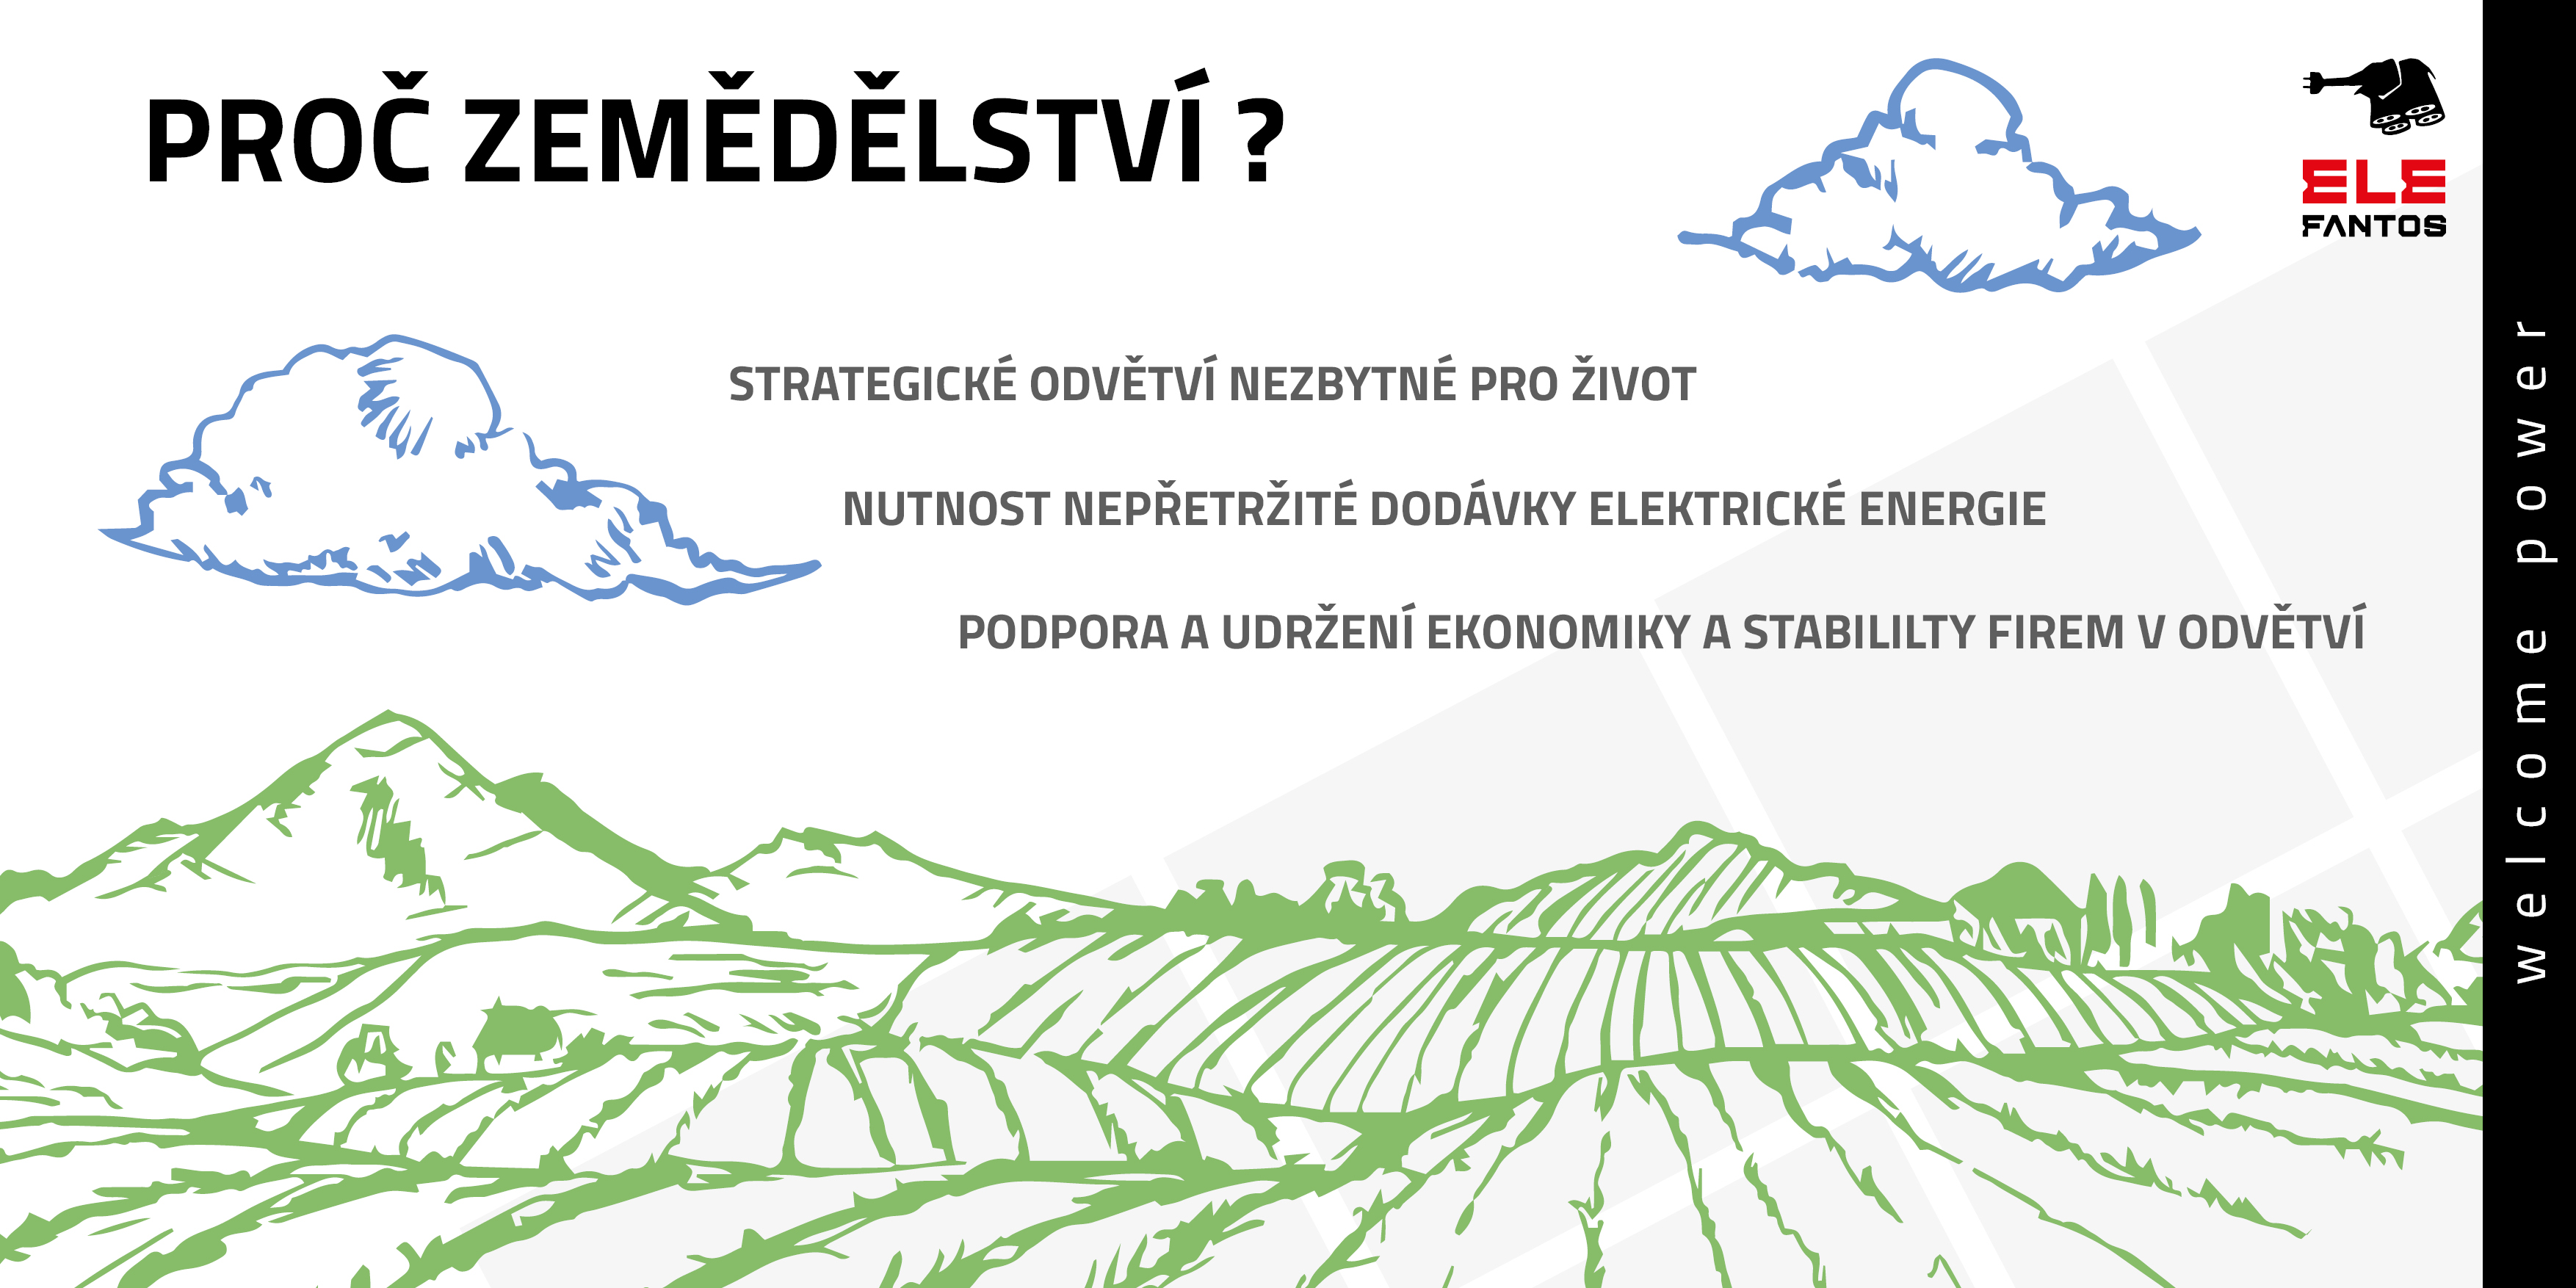 PROČ ZEMĚDĚLSTVÍ ?
ELE
FANTOS
STRATEGICKÉ ODVĚTVÍ NEZBYTNÉ PRO ŽIVOT
NUTNOST NEPŘETRŽITÉ DODÁVKY ELEKTRICKÉ ENERGIE
PODPORA A UDRŽENÍ EKONOMIKY A STABILILTY FIREM V ODVĚTVÍ
welcome power